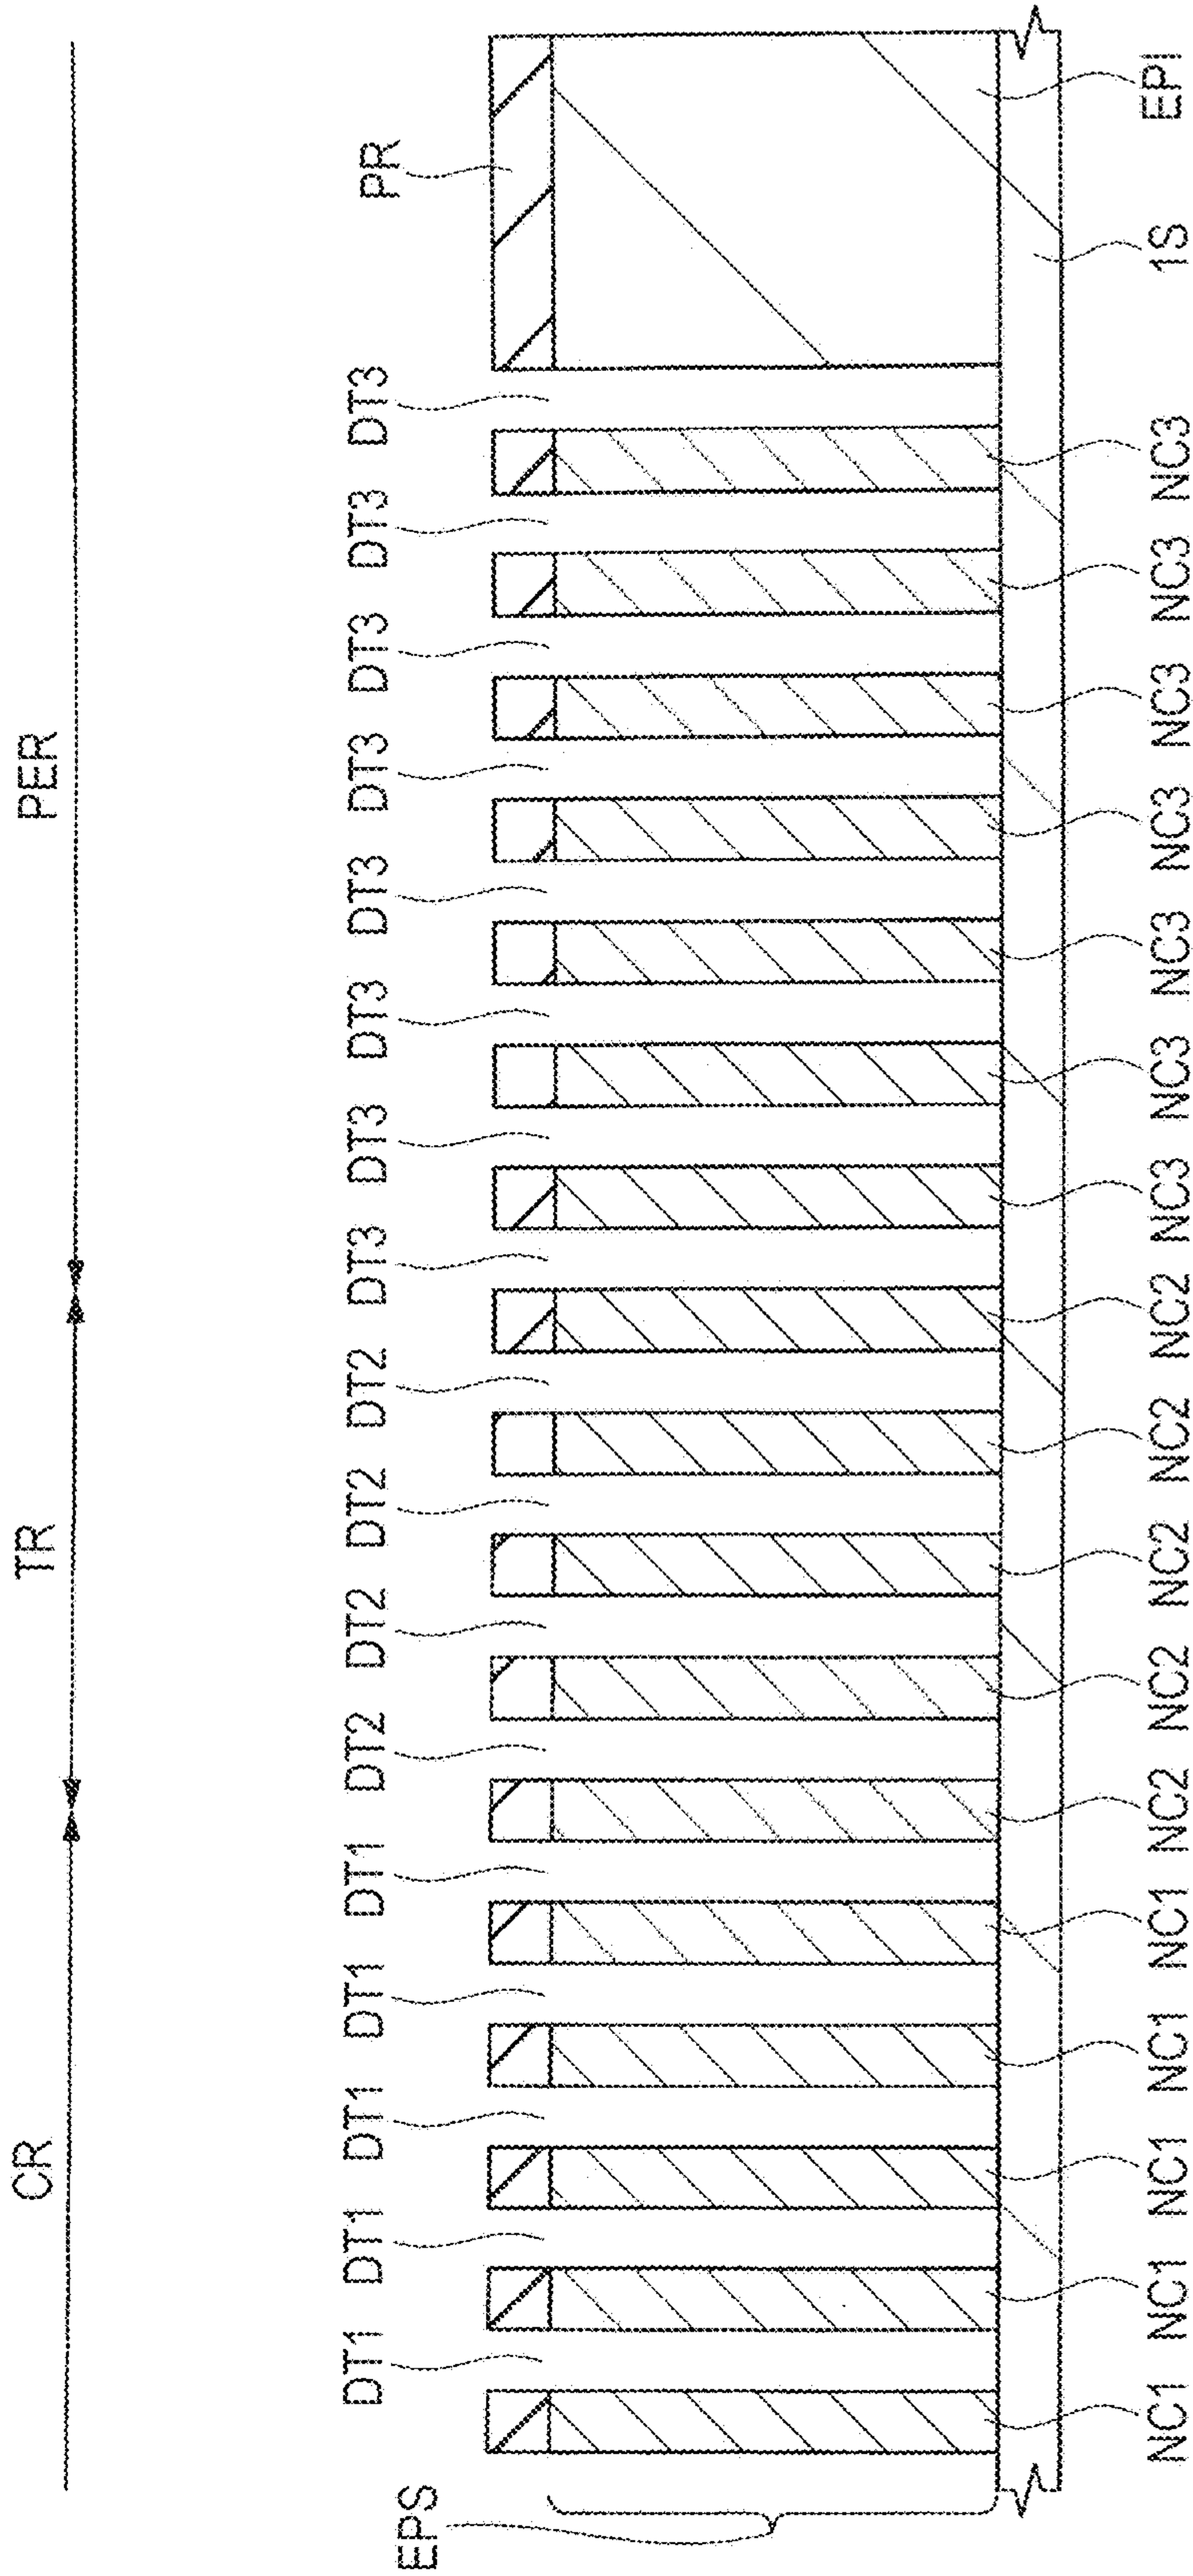 CR TR PER
DT1 DT1 DT1 DT1 DT1 DT2 DT2 DT2 DT2 DT3 DT3 DT3 DT3 DT3 DT3 DT3 DT3 PR
EPS
NC1 NC1 NC1 NC1 NC1 NC2 NC2 NC2 NC2 NC2 NC3 NC3 NC3 NC3 NC3 NC3 NC3 1S EPI